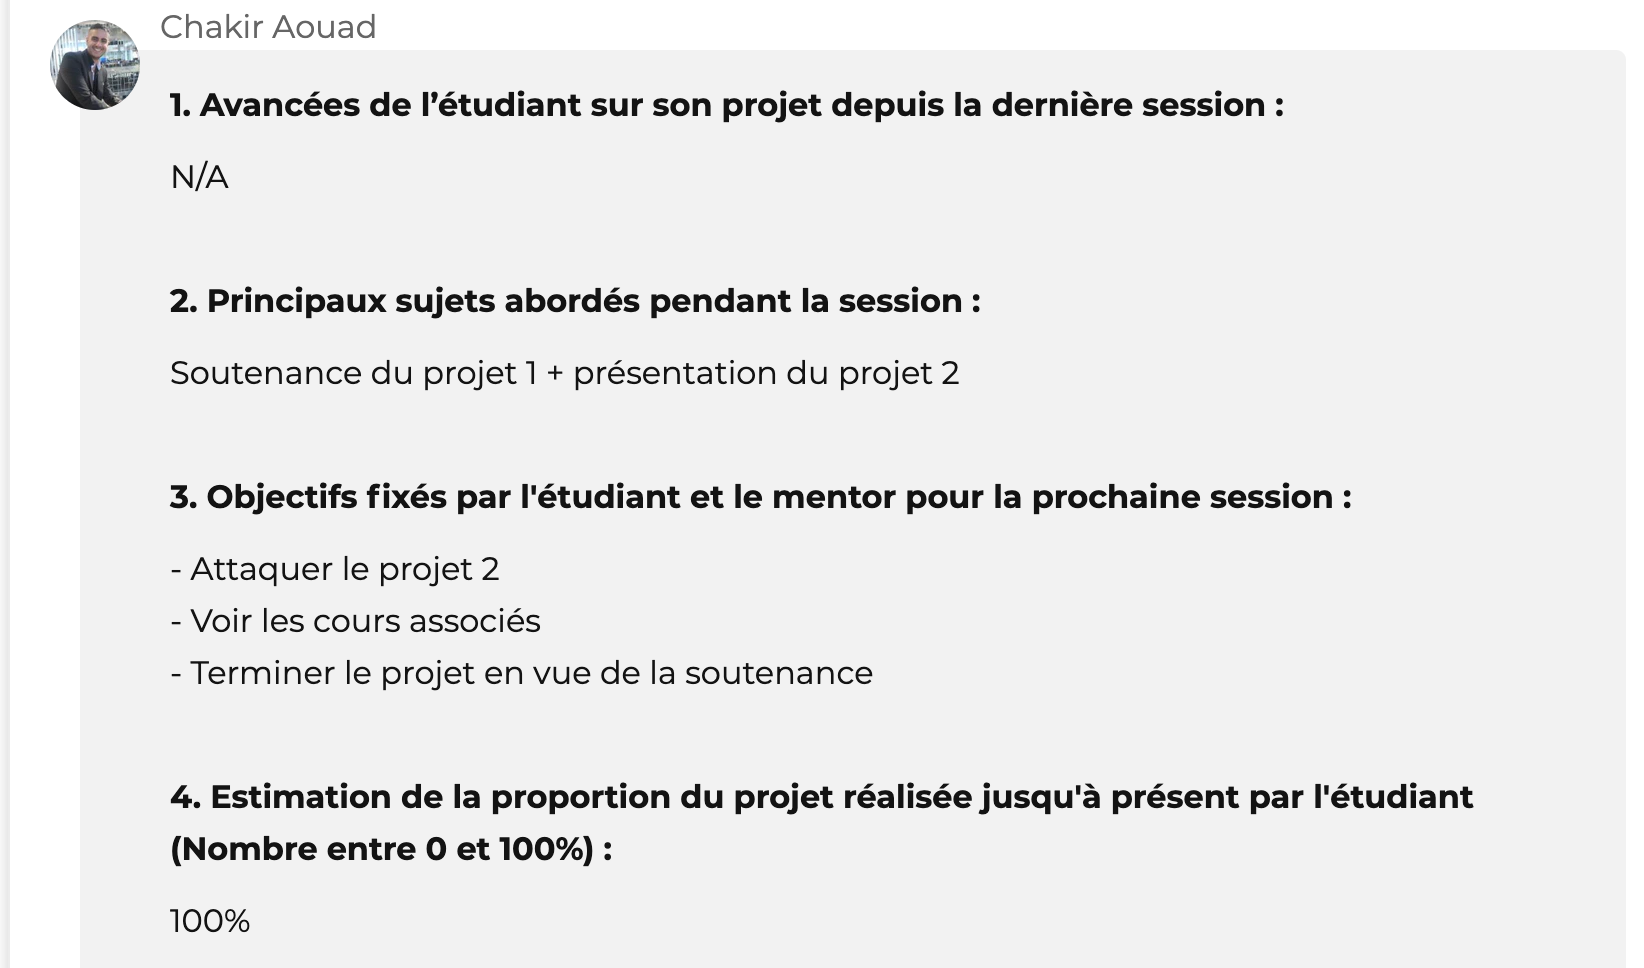 Chakir Aouad
1. Avancées de l’étudiant sur son projet depuis la dernière session :
N/A
2. Principaux sujets abordés pendant la session :
Soutenance du projet 1 + présentation du projet 2
3. Objectifs fixés par l'étudiant et le mentor pour la prochaine session :
- Attaquer le projet 2
- Voir les cours associés
- Terminer le projet en vue de la soutenance
4. Estimation de la proportion du projet réalisée jusqu'à présent par l'étudiant
(Nombre entre 0 et 100%) :
100%